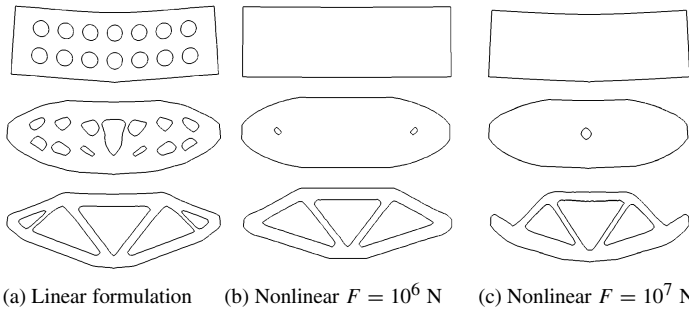 (a) Linear formulation (b) Nonlinear F = 10⁶ N (c) Nonlinear F = 10⁷ N